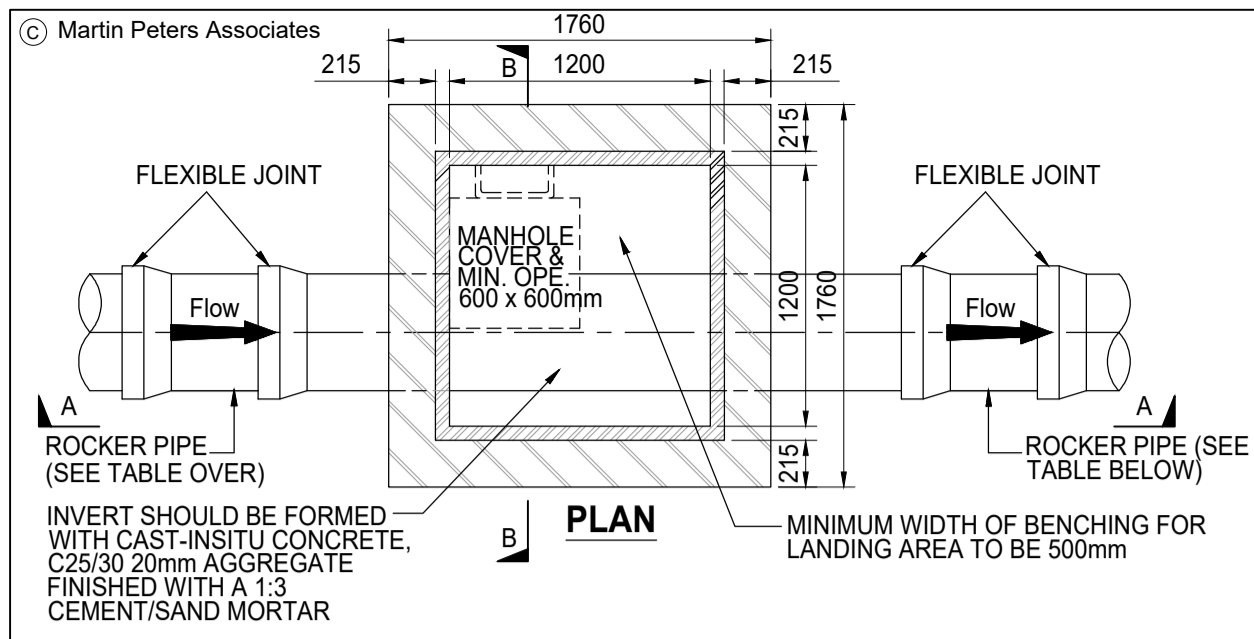 © Martin Peters Associates
1760
215
B
1200
215
215
FLEXIBLE JOINT
FLEXIBLE JOINT
MANHOLE
COVER &
MIN. OPE.
600 x 600mm
1200
1760
Flow
Flow
A
A
ROCKER PIPE
(SEE TABLE OVER)
ROCKER PIPE (SEE
TABLE BELOW)
215
INVERT SHOULD BE FORMED
WITH CAST-INSITU CONCRETE,
C25/30 20mm AGGREGATE
FINISHED WITH A 1:3
CEMENT/SAND MORTAR
B
PLAN
MINIMUM WIDTH OF BENCHING FOR
LANDING AREA TO BE 500mm